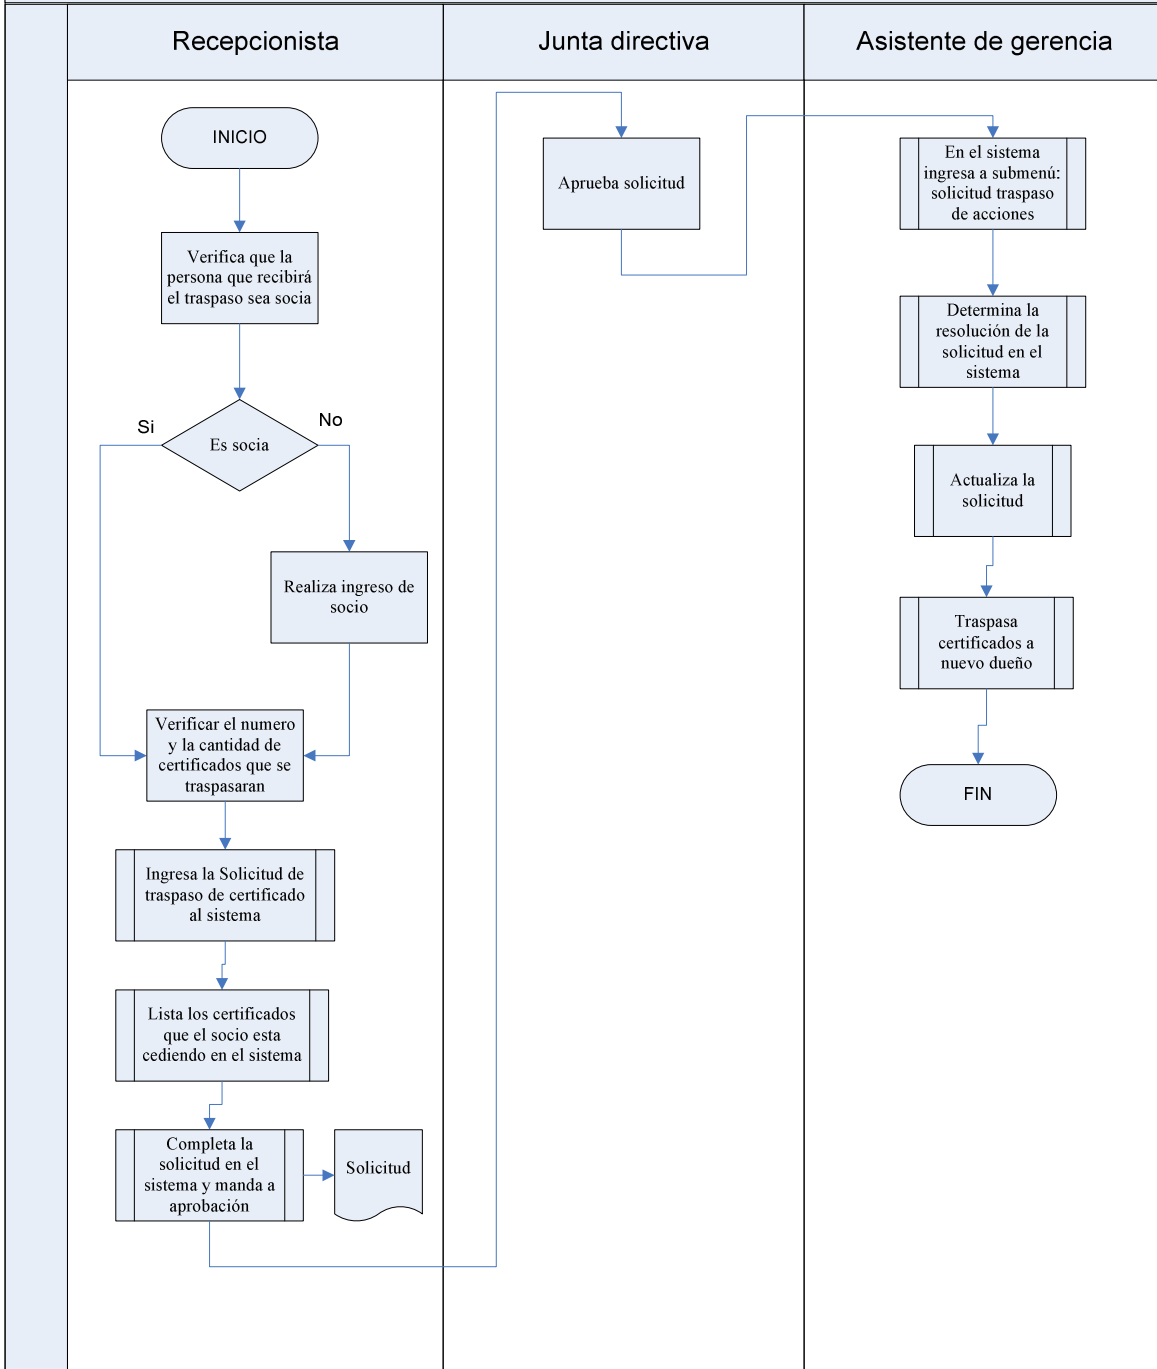 Recepcionista
Junta directiva
Asistente de gerencia
INICIO
Verifica que la
persona que recibirá
el traspaso sea socia
Si
No
Es socia
Realiza ingreso de
socio
Verificar el numero
y la cantidad de
certificados que se
traspasaran
Ingresa la Solicitud de
traspaso de certificado
al sistema
Lista los certificados
que el socio esta
cediendo en el sistema
Completa la
solicitud en el
sistema y manda a
aprobación
Solicitud
Aprueba solicitud
En el sistema
ingresa a submenú:
solicitud traspaso
de acciones
Determina la
resolución de la
solicitud en el
sistema
Actualiza la
solicitud
Traspasa
certificados a
nuevo dueño
FIN